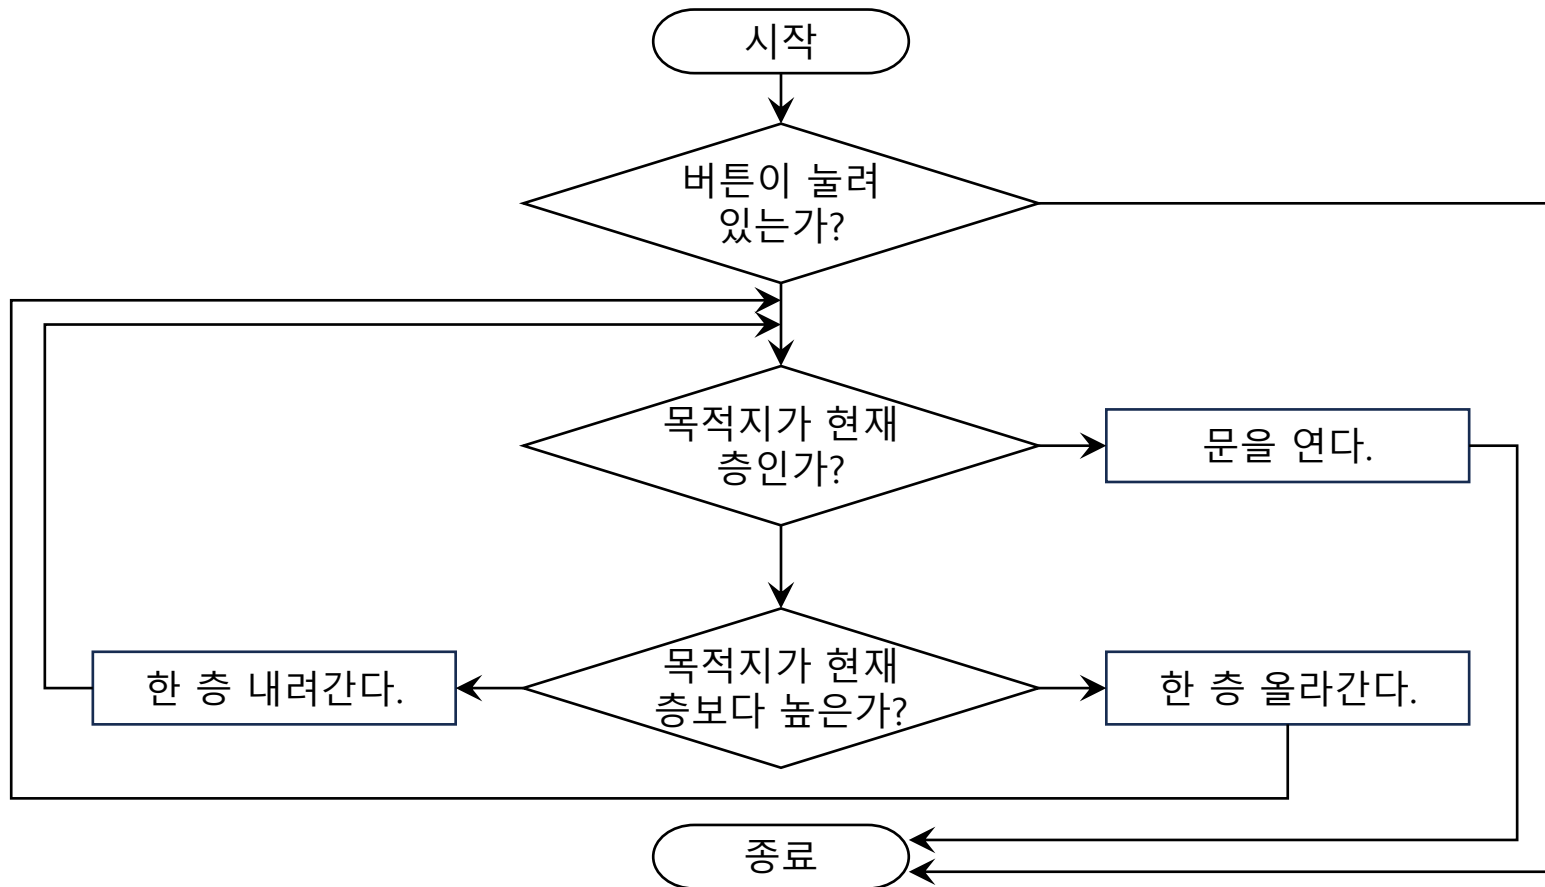 시작
버튼이 눌려
있는가?
목적지가 현재
층인가?
문을 연다.
한 층 내려간다.
목적지가 현재
층보다 높은가?
한 층 올라간다.
종료